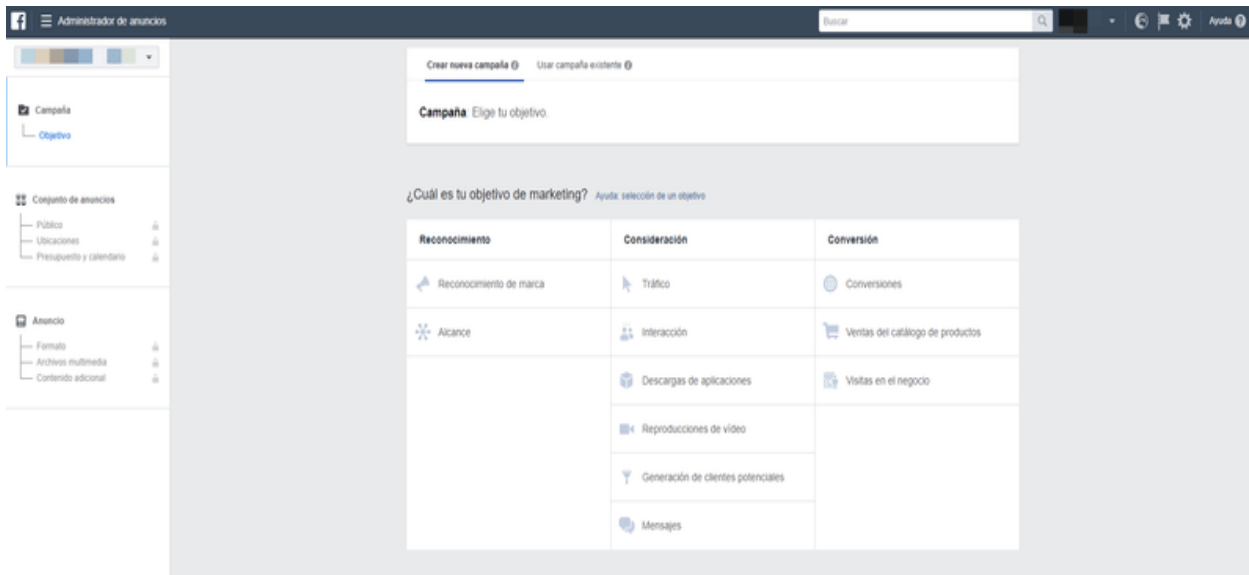 Administrador de anuncios
Buscar
Ayuda
Crear nueva campaña
Usar campaña existente
Campaña: Elige tu objetivo.
Campaña
Objetivo
Conjunto de anuncios
Público
Ubicaciones
Presupuesto y calendario
Anuncio
Formato
Archivos multimedia
Contenido adicional
¿Cuál es tu objetivo de marketing? Ayuda: selección de un objetivo
Reconocimiento
Consideración
Conversión
Reconocimiento de marca
Tráfico
Conversiones
Alcance
Interacción
Ventas del catálogo de productos
Descargas de aplicaciones
Visitas en el negocio
Reproducciones de vídeo
Generación de clientes potenciales
Mensajes